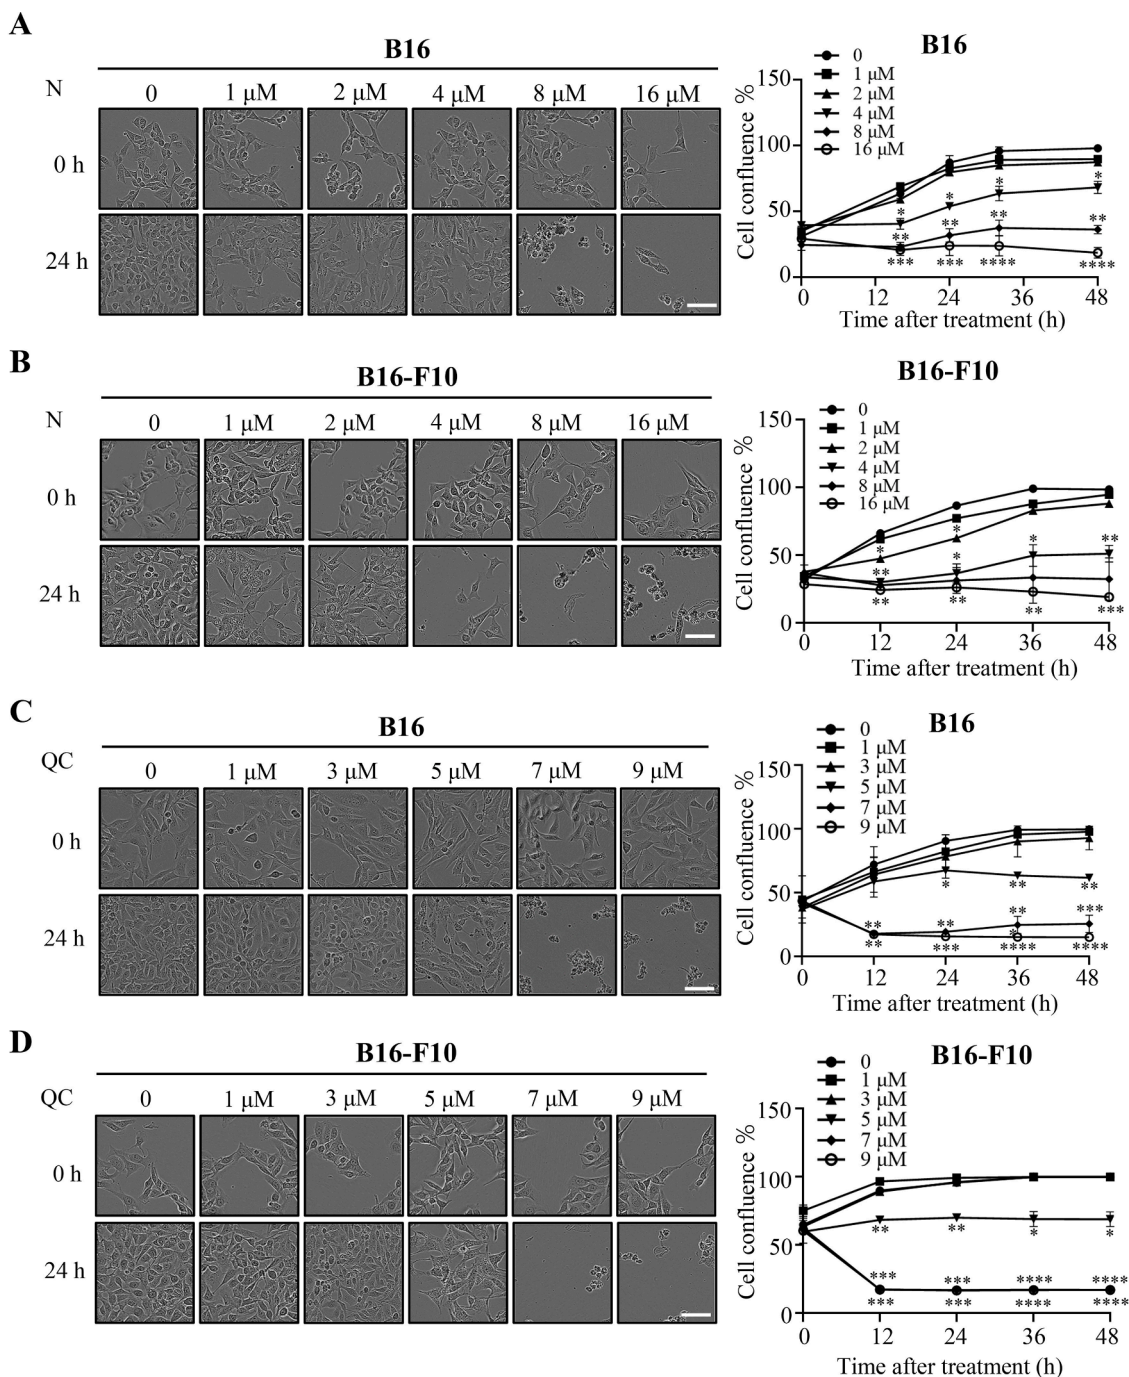 A
B16
N
0 1 μM 2 μM 4 μM 8 μM 16 μM
0 h
24 h
B16
0
1 μM
2 μM
4 μM
8 μM
16 μM
Cell confluence %
150
100
50
0
* * * *
** ** ** **
*** *** **** ****
0 12 24 36 48
Time after treatment (h)
B
B16-F10
N
0 1 μM 2 μM 4 μM 8 μM 16 μM
0 h
24 h
B16-F10
0
1 μM
2 μM
4 μM
8 μM
16 μM
Cell confluence %
150
100
50
0
* *
** * * **
** ** ** ***
0 12 24 36 48
Time after treatment (h)
C
B16
QC
0 1 μM 3 μM 5 μM 7 μM 9 μM
0 h
24 h
B16
0
1 μM
3 μM
5 μM
7 μM
9 μM
Cell confluence %
150
100
50
0
* ** **
** ** ** ***
*
** *** **** ****
0 12 24 36 48
Time after treatment (h)
D
B16-F10
QC
0 1 μM 3 μM 5 μM 7 μM 9 μM
0 h
24 h
B16-F10
0
1 μM
3 μM
5 μM
7 μM
9 μM
Cell confluence %
150
100
50
0
** ** * *
*** *** **** ****
*** *** **** ****
0 12 24 36 48
Time after treatment (h)